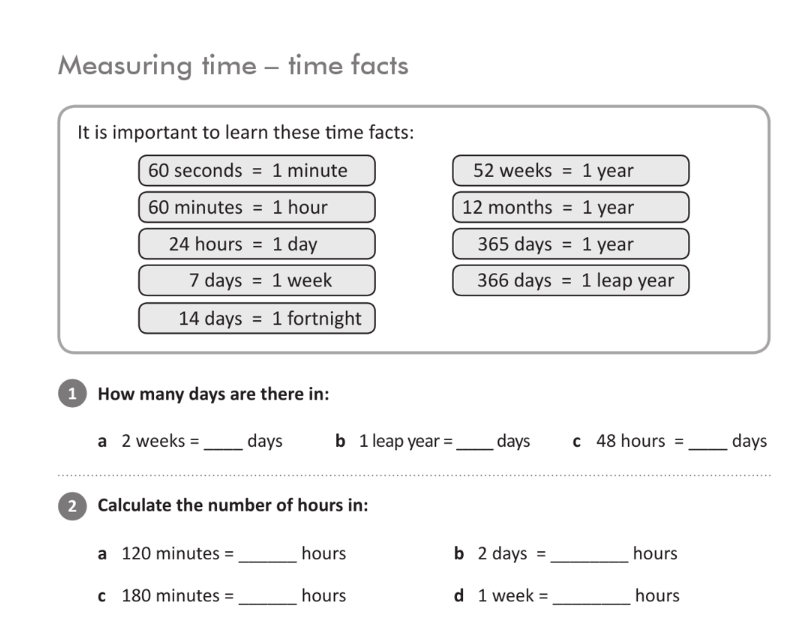 Measuring time – time facts
It is important to learn these time facts:
60 seconds = 1 minute
60 minutes = 1 hour
24 hours = 1 day
7 days = 1 week
14 days = 1 fortnight
52 weeks = 1 year
12 months = 1 year
365 days = 1 year
366 days = 1 leap year
1 How many days are there in:
a 2 weeks = ____ days b 1 leap year = ____ days c 48 hours = ____ days
2 Calculate the number of hours in:
a 120 minutes = ______ hours b 2 days = ________ hours
c 180 minutes = ______ hours d 1 week = ________ hours